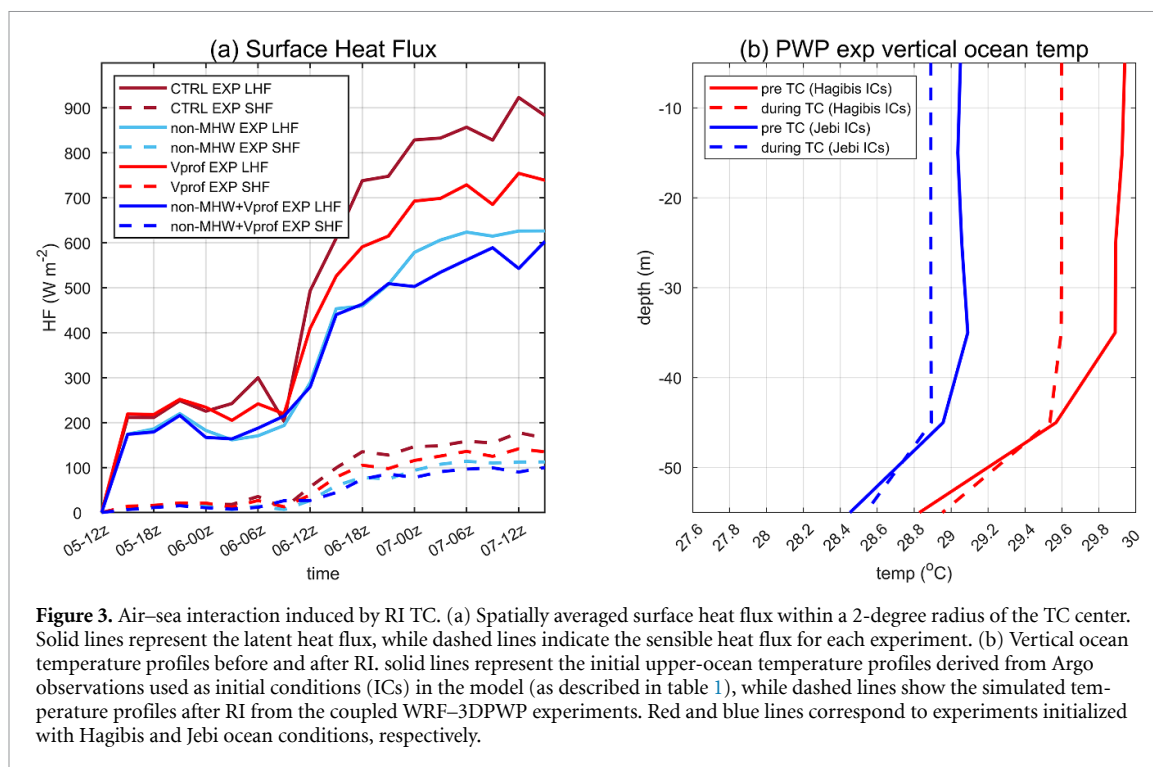 (a) Surface Heat Flux
CTRL EXP LHF
CTRL EXP SHF
non-MHW EXP LHF
non-MHW EXP SHF
Vprof EXP LHF
Vprof EXP SHF
non-MHW+Vprof EXP LHF
non-MHW+Vprof EXP SHF
HF (W m-2)
900
800
700
600
500
400
300
200
100
0
05-12Z
05-18Z
06-00Z
06-06Z
06-12Z
06-18Z
07-00Z
07-06Z
07-12Z
time
(b) PWP exp vertical ocean temp
pre TC (Hagibis ICs)
during TC (Hagibis ICs)
pre TC (Jebi ICs)
during TC (Jebi ICs)
depth (m)
-10
-20
-30
-40
-50
27.6
27.8
28
28.2
28.4
28.6
28.8
29
29.2
29.4
29.6
29.8
30
temp (°C)
Figure 3. Air–sea interaction induced by RI TC. (a) Spatially averaged surface heat flux within a 2-degree radius of the TC center.
Solid lines represent the latent heat flux, while dashed lines indicate the sensible heat flux for each experiment. (b) Vertical ocean
temperature profiles before and after RI. solid lines represent the initial upper-ocean temperature profiles derived from Argo
observations used as initial conditions (ICs) in the model (as described in table 1), while dashed lines show the simulated tem-
perature profiles after RI from the coupled WRF–3DPWP experiments. Red and blue lines correspond to experiments initialized
with Hagibis and Jebi ocean conditions, respectively.